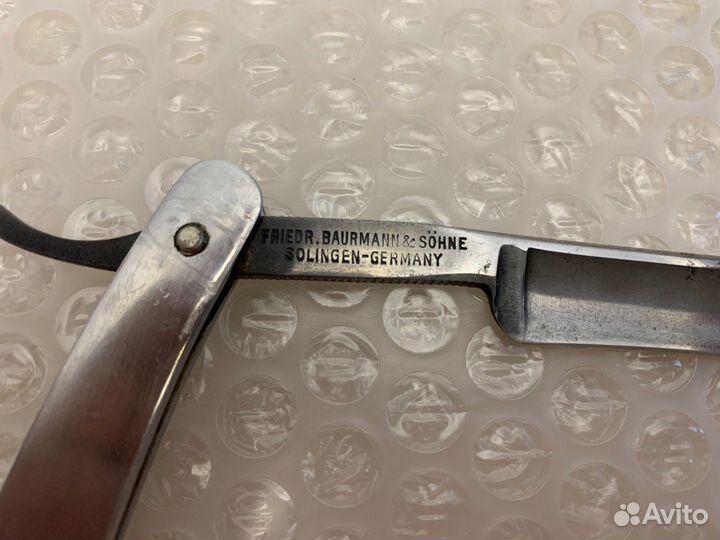 FRIEDR. BAURMANN & SÖHNE
SOLINGEN-GERMANY
Avito